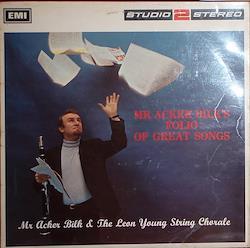 EMI
STUDIO 2 STEREO
MR ACKER BILK'S
FOLIO
OF GREAT SONGS
Mr Acker Bilk & The Leon Young String Chorale